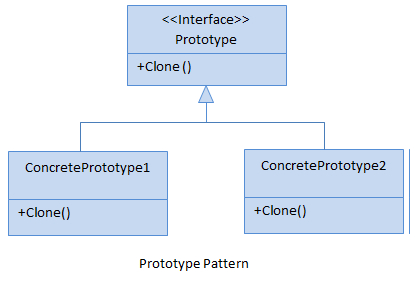 <<Interface>>
Prototype
+Clone ()
ConcretePrototype1
ConcretePrototype2
+Clone()
+Clone()
Prototype Pattern